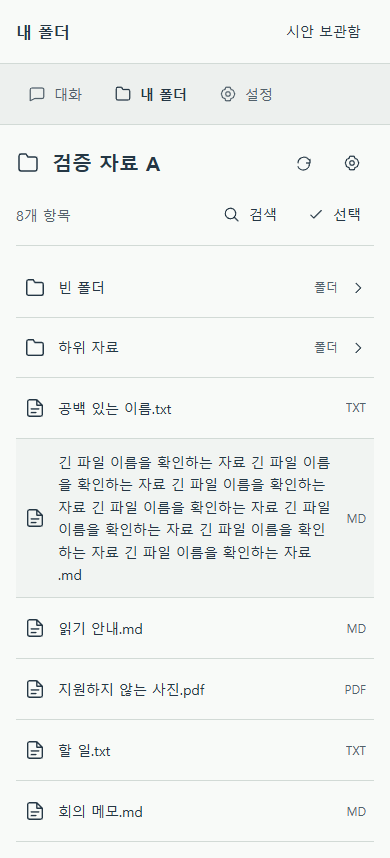 내 폴더
시안 보관함
대화
내 폴더
설정
검증 자료 A
8개 항목
검색
선택
빈 폴더
폴더
하위 자료
폴더
공백 있는 이름.txt
TXT
긴 파일 이름을 확인하는 자료 긴 파일 이름
을 확인하는 자료 긴 파일 이름을 확인하는
자료 긴 파일 이름을 확인하는 자료 긴 파일
이름을 확인하는 자료 긴 파일 이름을 확인
하는 자료 긴 파일 이름을 확인하는 자료
.md
MD
읽기 안내.md
MD
지원하지 않는 사진.pdf
PDF
할 일.txt
TXT
회의 메모.md
MD